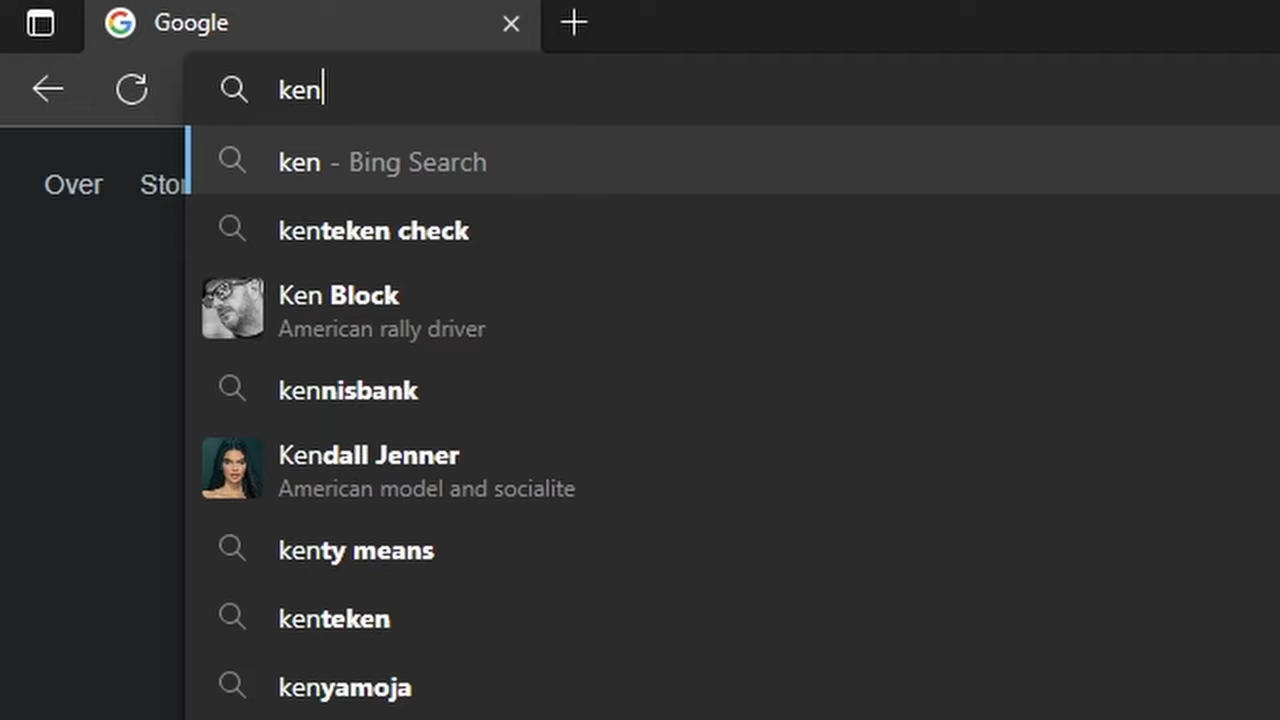 Google
ken
Over Stor
ken - Bing Search
kenteken check
Ken Block
American rally driver
kennisbank
Kendall Jenner
American model and socialite
kenty means
kenteken
kenyamoja